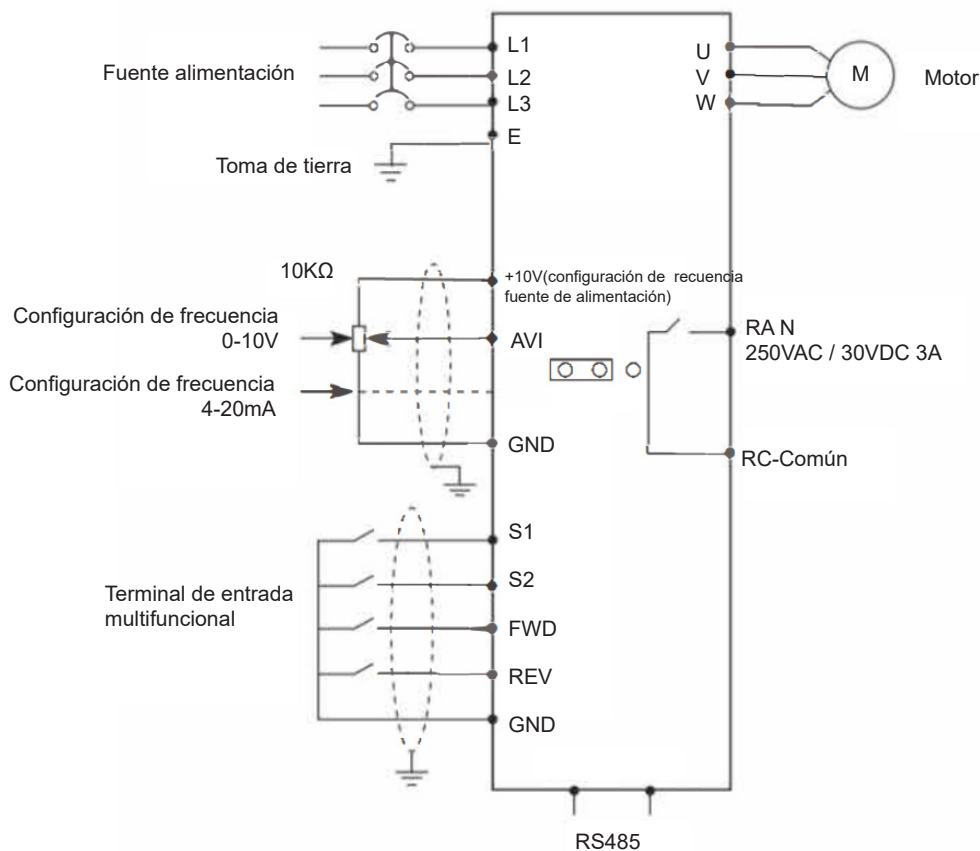 Fuente alimentación
L1
L2
L3
E
Toma de tierra
U
V
W
M
Motor
10KΩ
+10V(configuración de recuencia
fuente de alimentación)
Configuración de frecuencia
0-10V
AVI
Configuración de frecuencia
4-20mA
GND
RA N
250VAC / 30VDC 3A
RC-Común
Terminal de entrada
multifuncional
S1
S2
FWD
REV
GND
RS485